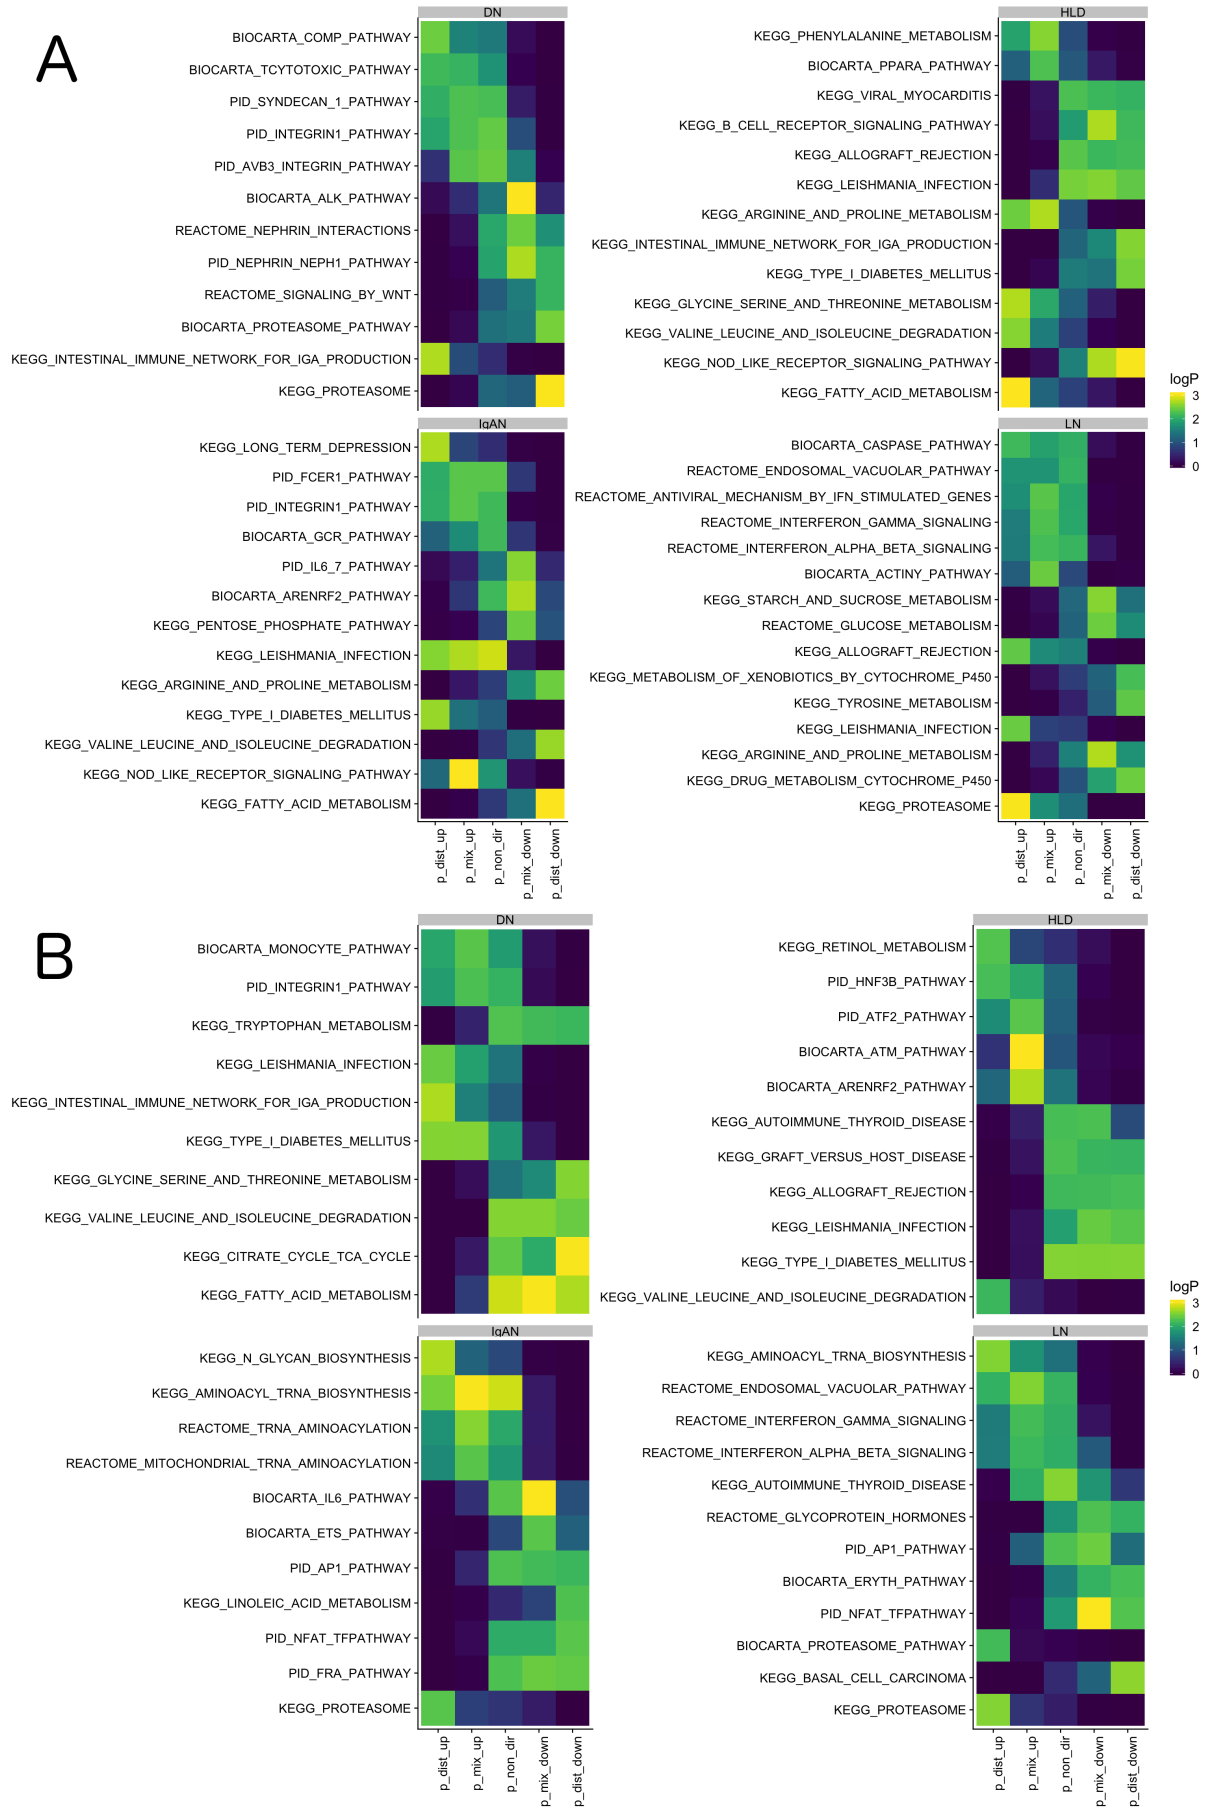 A
DN
BIOCARTA_COMP_PATHWAY
BIOCARTA_TCYTOTOXIC_PATHWAY
PID_SYNDECAN_1_PATHWAY
PID_INTEGRIN1_PATHWAY
PID_AVB3_INTEGRIN_PATHWAY
BIOCARTA_ALK_PATHWAY
REACTOME_NEPHRIN_INTERACTIONS
PID_NEPHRIN_NEPH1_PATHWAY
REACTOME_SIGNALING_BY_WNT
BIOCARTA_PROTEASOME_PATHWAY
KEGG_INTESTINAL_IMMUNE_NETWORK_FOR_IGA_PRODUCTION
KEGG_PROTEASOME
HLD
KEGG_PHENYLALANINE_METABOLISM
BIOCARTA_PPARA_PATHWAY
KEGG_VIRAL_MYOCARDITIS
KEGG_B_CELL_RECEPTOR_SIGNALING_PATHWAY
KEGG_ALLOGRAFT_REJECTION
KEGG_LEISHMANIA_INFECTION
KEGG_ARGININE_AND_PROLINE_METABOLISM
KEGG_INTESTINAL_IMMUNE_NETWORK_FOR_IGA_PRODUCTION
KEGG_TYPE_I_DIABETES_MELLITUS
KEGG_GLYCINE_SERINE_AND_THREONINE_METABOLISM
KEGG_VALINE_LEUCINE_AND_ISOLEUCINE_DEGRADATION
KEGG_NOD_LIKE_RECEPTOR_SIGNALING_PATHWAY
KEGG_FATTY_ACID_METABOLISM
logP
3
2
1
0
IgAN
KEGG_LONG_TERM_DEPRESSION
PID_FCER1_PATHWAY
PID_INTEGRIN1_PATHWAY
BIOCARTA_GCR_PATHWAY
PID_IL6_7_PATHWAY
BIOCARTA_ARENRF2_PATHWAY
KEGG_PENTOSE_PHOSPHATE_PATHWAY
KEGG_LEISHMANIA_INFECTION
KEGG_ARGININE_AND_PROLINE_METABOLISM
KEGG_TYPE_I_DIABETES_MELLITUS
KEGG_VALINE_LEUCINE_AND_ISOLEUCINE_DEGRADATION
KEGG_NOD_LIKE_RECEPTOR_SIGNALING_PATHWAY
KEGG_FATTY_ACID_METABOLISM
p_dist_up
p_mix_up
p_non_dir
p_mix_down
p_dist_down
LN
BIOCARTA_CASPASE_PATHWAY
REACTOME_ENDOSOMAL_VACUOLAR_PATHWAY
REACTOME_ANTIVIRAL_MECHANISM_BY_IFN_STIMULATED_GENES
REACTOME_INTERFERON_GAMMA_SIGNALING
REACTOME_INTERFERON_ALPHA_BETA_SIGNALING
BIOCARTA_ACTINY_PATHWAY
KEGG_STARCH_AND_SUCROSE_METABOLISM
REACTOME_GLUCOSE_METABOLISM
KEGG_ALLOGRAFT_REJECTION
KEGG_METABOLISM_OF_XENOBIOTICS_BY_CYTOCHROME_P450
KEGG_TYROSINE_METABOLISM
KEGG_LEISHMANIA_INFECTION
KEGG_ARGININE_AND_PROLINE_METABOLISM
KEGG_DRUG_METABOLISM_CYTOCHROME_P450
KEGG_PROTEASOME
p_dist_up
p_mix_up
p_non_dir
p_mix_down
p_dist_down
B
DN
BIOCARTA_MONOCYTE_PATHWAY
PID_INTEGRIN1_PATHWAY
KEGG_TRYPTOPHAN_METABOLISM
KEGG_LEISHMANIA_INFECTION
KEGG_INTESTINAL_IMMUNE_NETWORK_FOR_IGA_PRODUCTION
KEGG_TYPE_I_DIABETES_MELLITUS
KEGG_GLYCINE_SERINE_AND_THREONINE_METABOLISM
KEGG_VALINE_LEUCINE_AND_ISOLEUCINE_DEGRADATION
KEGG_CITRATE_CYCLE_TCA_CYCLE
KEGG_FATTY_ACID_METABOLISM
HLD
KEGG_RETINOL_METABOLISM
PID_HNF3B_PATHWAY
PID_ATF2_PATHWAY
BIOCARTA_ATM_PATHWAY
BIOCARTA_ARENRF2_PATHWAY
KEGG_AUTOIMMUNE_THYROID_DISEASE
KEGG_GRAFT_VERSUS_HOST_DISEASE
KEGG_ALLOGRAFT_REJECTION
KEGG_LEISHMANIA_INFECTION
KEGG_TYPE_I_DIABETES_MELLITUS
KEGG_VALINE_LEUCINE_AND_ISOLEUCINE_DEGRADATION
logP
3
2
1
0
IgAN
KEGG_N_GLYCAN_BIOSYNTHESIS
KEGG_AMINOACYL_TRNA_BIOSYNTHESIS
REACTOME_TRNA_AMINOACYLATION
REACTOME_MITOCHONDRIAL_TRNA_AMINOACYLATION
BIOCARTA_IL6_PATHWAY
BIOCARTA_ETS_PATHWAY
PID_AP1_PATHWAY
KEGG_LINOLEIC_ACID_METABOLISM
PID_NFAT_TFPATHWAY
PID_FRA_PATHWAY
KEGG_PROTEASOME
p_dist_up
p_mix_up
p_non_dir
p_mix_down
p_dist_down
LN
KEGG_AMINOACYL_TRNA_BIOSYNTHESIS
REACTOME_ENDOSOMAL_VACUOLAR_PATHWAY
REACTOME_INTERFERON_GAMMA_SIGNALING
REACTOME_INTERFERON_ALPHA_BETA_SIGNALING
KEGG_AUTOIMMUNE_THYROID_DISEASE
REACTOME_GLYCOPROTEIN_HORMONES
PID_AP1_PATHWAY
BIOCARTA_ERYTH_PATHWAY
PID_NFAT_TFPATHWAY
BIOCARTA_PROTEASOME_PATHWAY
KEGG_BASAL_CELL_CARCINOMA
KEGG_PROTEASOME
p_dist_up
p_mix_up
p_non_dir
p_mix_down
p_dist_down